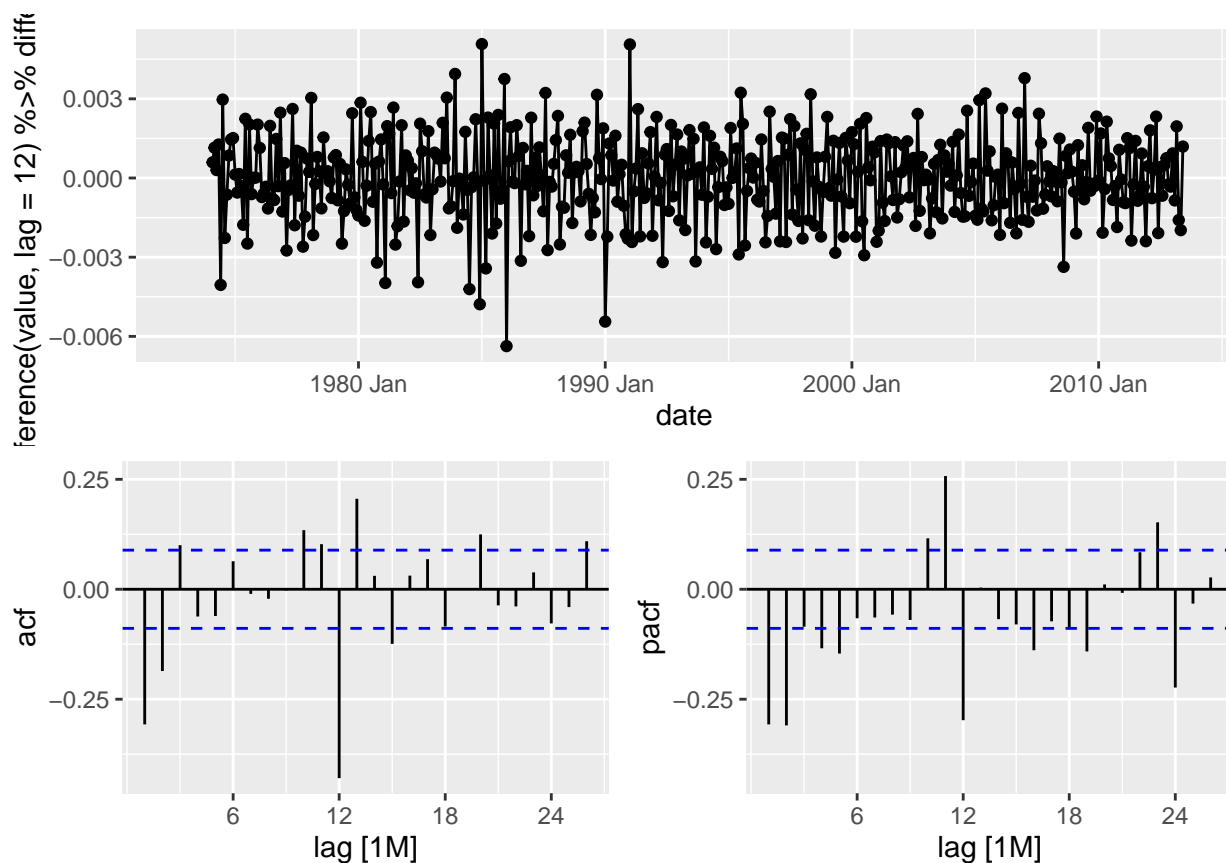 ference(value, lag = 12) %>% diffe
0.003
0.000
−0.003
−0.006
1980 Jan 1990 Jan 2000 Jan 2010 Jan
date
acf
0.25
0.00
−0.25
6 12 18 24
lag [1M]
pacf
0.25
0.00
−0.25
6 12 18 24
lag [1M]